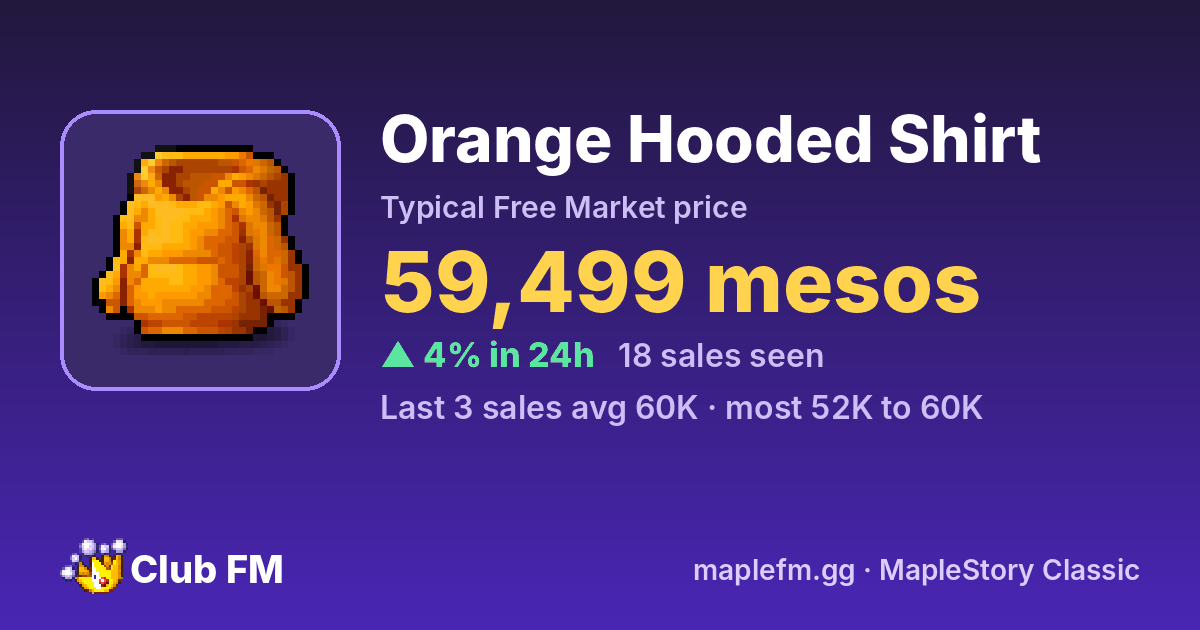 Orange Hooded Shirt
Typical Free Market price
59,499 mesos
▲ 4% in 24h 18 sales seen
Last 3 sales avg 60K · most 52K to 60K
Club FM
maplefm.gg · MapleStory Classic